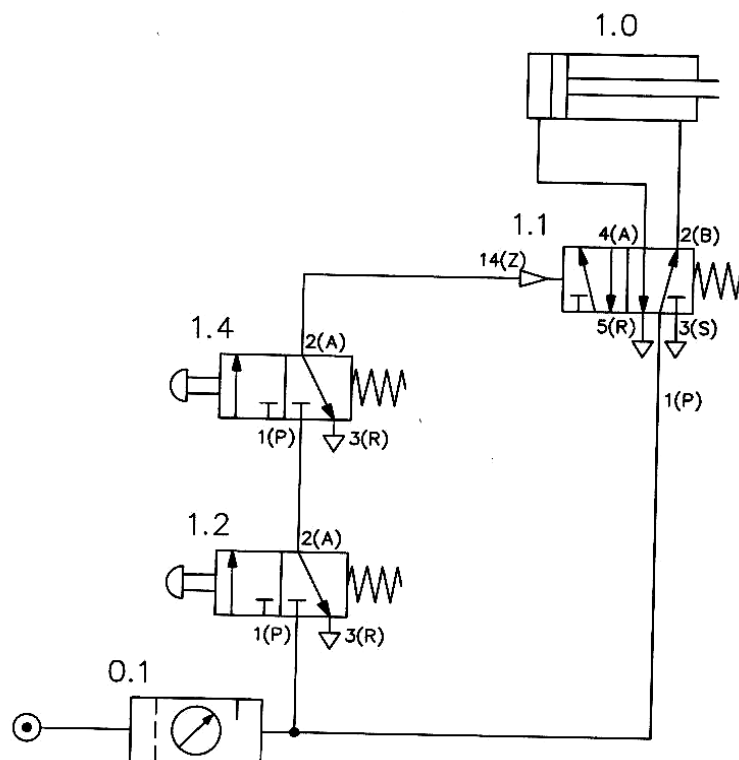 1.0
1.1
4(A)
2(B)
14(Z)
5(R)
3(S)
1(P)
1.4
2(A)
1(P)
3(R)
1.2
2(A)
1(P)
3(R)
0.1